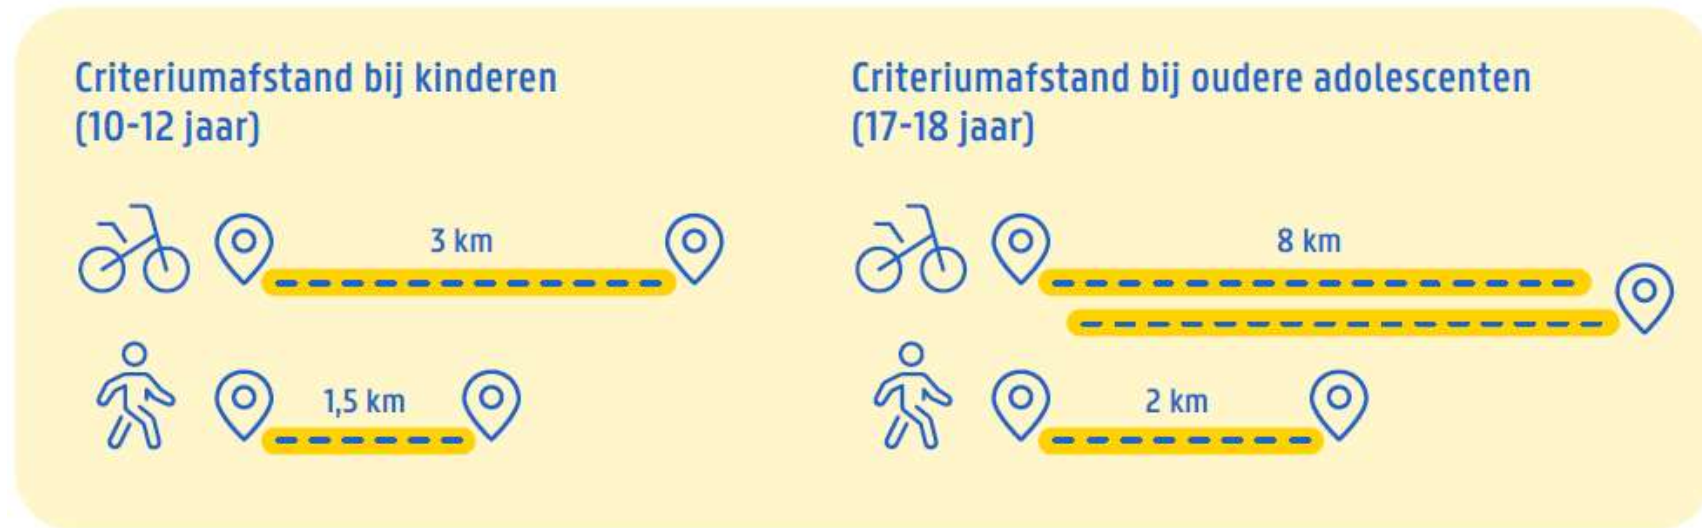 Criteriumafstand bij kinderen
(10-12 jaar)
3 km
1,5 km
Criteriumafstand bij oudere adolescenten
(17-18 jaar)
8 km
2 km